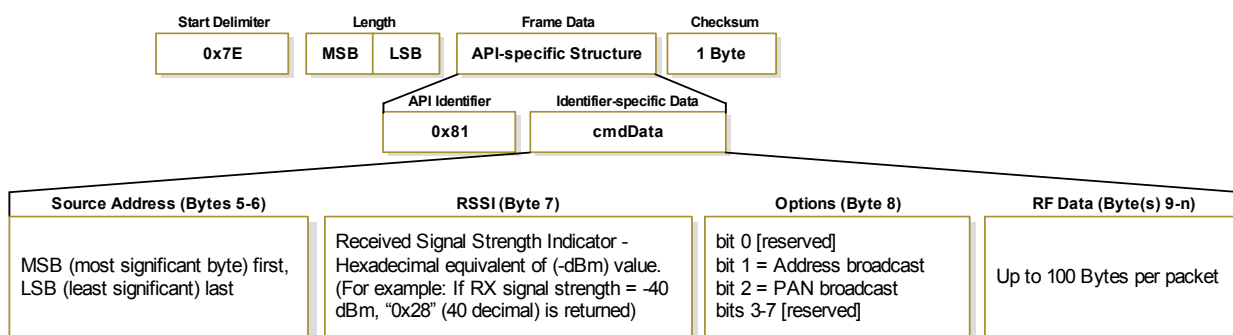 Start Delimiter
Length
Frame Data
Checksum
0x7E
MSB
LSB
API-specific Structure
1 Byte
API Identifier
Identifier-specific Data
0x81
cmdData
Source Address (Bytes 5-6)
RSSI (Byte 7)
Options (Byte 8)
RF Data (Byte(s) 9-n)
MSB (most significant byte) first,
LSB (least significant) last
Received Signal Strength Indicator -
Hexadecimal equivalent of (-dBm) value.
(For example: If RX signal strength = -40
dBm, “0x28” (40 decimal) is returned)
bit 0 [reserved]
bit 1 = Address broadcast
bit 2 = PAN broadcast
bits 3-7 [reserved]
Up to 100 Bytes per packet